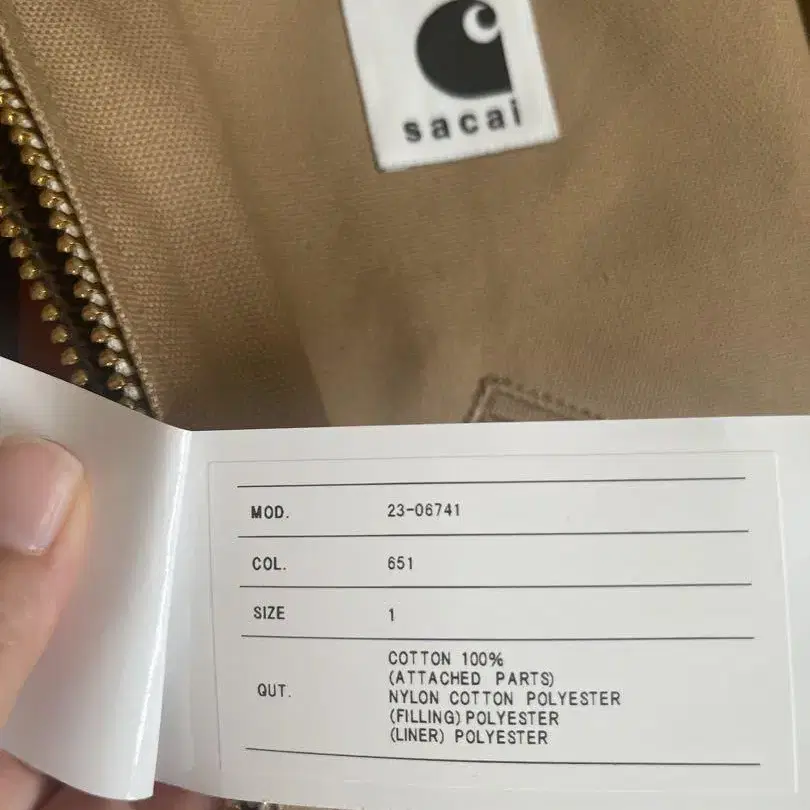 sacai
MOD. 23-06741
COL. 651
SIZE 1
QUT. COTTON 100%
(ATTACHED PARTS)
NYLON COTTON POLYESTER
(FILLING) POLYESTER
(LINER) POLYESTER